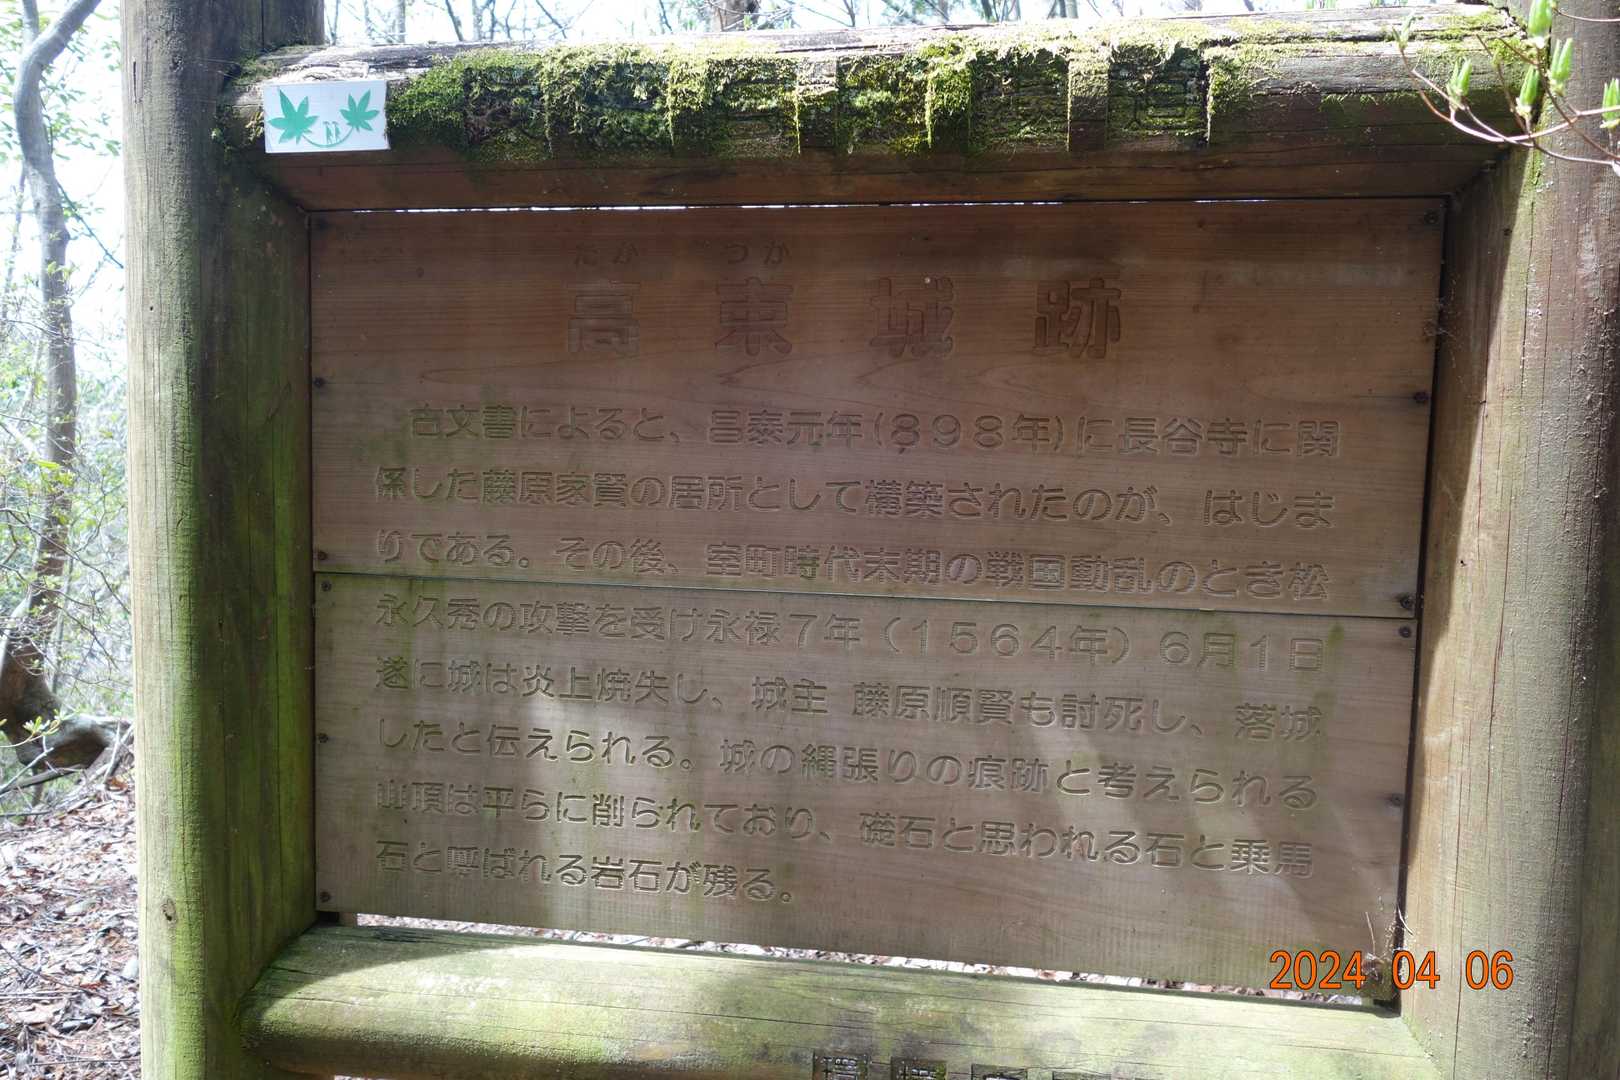 たか つか
高束城跡
古文書によると、昌泰元年(898年)に長谷寺に関
係した藤原家賢の居所として構築されたのが、はじま
りである。その後、室町時代末期の戦国動乱のとき松
永久秀の攻撃を受け永禄7年（1564年）6月1日
遂に城は炎上焼失し、城主 藤原順賢も討死し、落城
したと伝えられる。城の縄張りの痕跡と考えられる
山頂は平らに削られており、礎石と思われる石と乗馬
石と呼ばれる岩石が残る。
2024 04 06